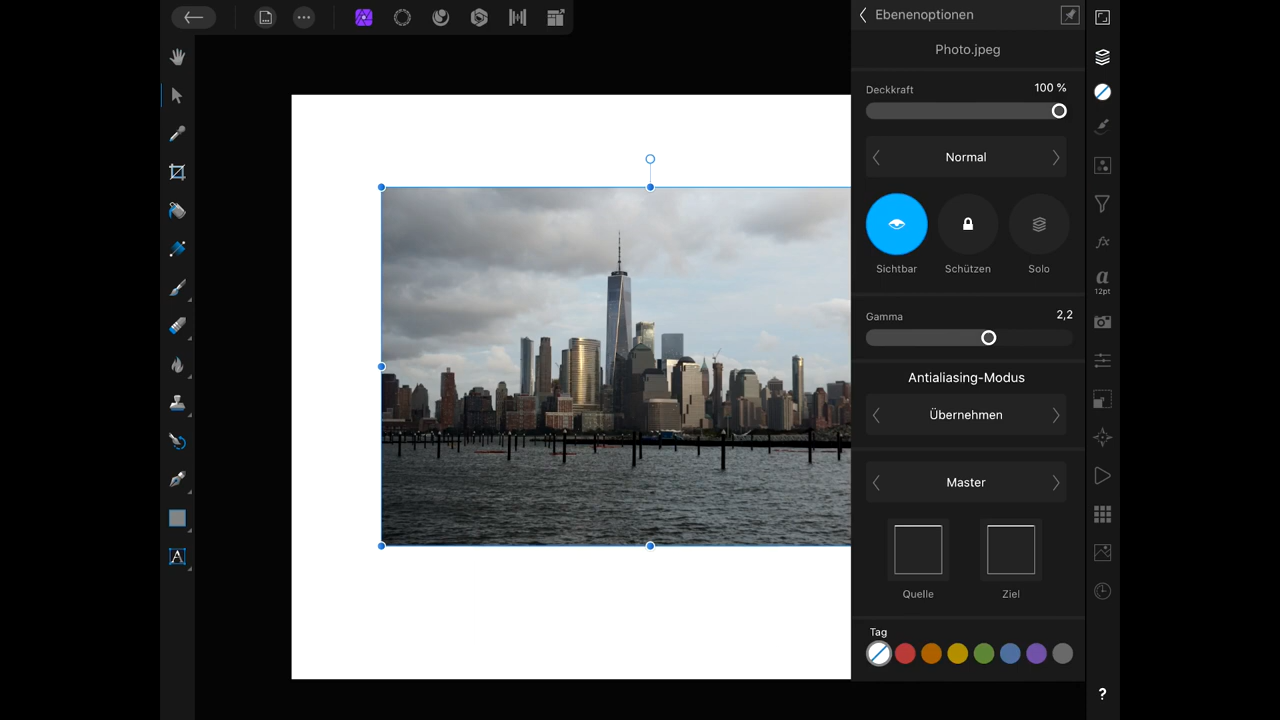 Ebenenoptionen
Photo.jpeg
Deckkraft 100 %
Normal
Sichtbar Schützen Solo
Gamma 2,2
Antialiasing-Modus
Übernehmen
Master
Quelle Ziel
Tag
fx
a
12pt
A
?